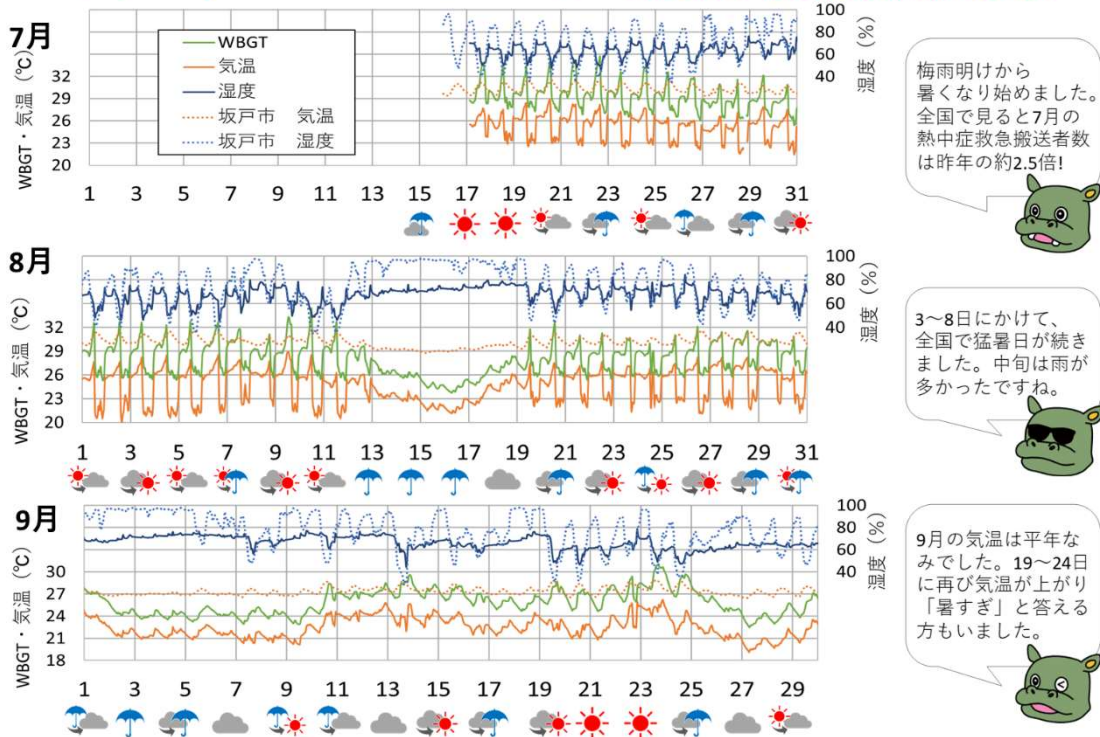 7月
WBGT・気温 (℃)
湿度 (%)
WBGT
気温
湿度
坂戸市 気温
坂戸市 湿度
32
29
26
23
20
100
80
60
40
1 3 5 7 9 11 13 15 17 19 21 23 25 27 29 31
梅雨明けから
暑くなり始めました。
全国で見ると7月の
熱中症救急搬送者数
は昨年の約2.5倍!
8月
WBGT・気温 (℃)
湿度 (%)
32
29
26
23
20
100
80
60
40
1 3 5 7 9 11 13 15 17 19 21 23 25 27 29 31
3～8日にかけて、
全国で猛暑日が続き
ました。中旬は雨が
多かったですね。
9月
WBGT・気温 (℃)
湿度 (%)
30
27
24
21
18
100
80
60
40
1 3 5 7 9 11 13 15 17 19 21 23 25 27 29
9月の気温は平年な
みでした。19～24日
に再び気温が上がり
「暑すぎ」と答える
方もいました。